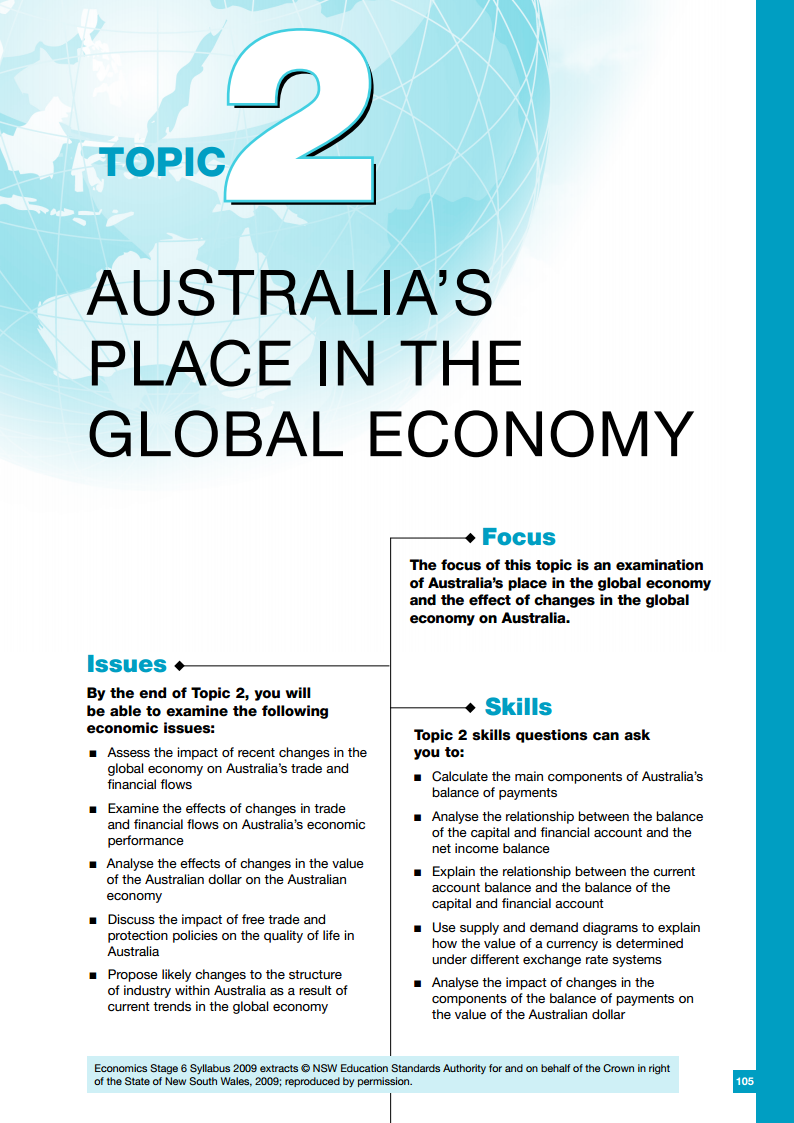 TOPIC 2
AUSTRALIA’S
PLACE IN THE
GLOBAL ECONOMY
Focus
The focus of this topic is an examination
of Australia’s place in the global economy
and the effect of changes in the global
economy on Australia.
Issues
By the end of Topic 2, you will
be able to examine the following
economic issues:
■ Assess the impact of recent changes in the
global economy on Australia’s trade and
financial flows
■ Examine the effects of changes in trade
and financial flows on Australia’s economic
performance
■ Analyse the effects of changes in the value
of the Australian dollar on the Australian
economy
■ Discuss the impact of free trade and
protection policies on the quality of life in
Australia
■ Propose likely changes to the structure
of industry within Australia as a result of
current trends in the global economy
Skills
Topic 2 skills questions can ask
you to:
■ Calculate the main components of Australia’s
balance of payments
■ Analyse the relationship between the balance
of the capital and financial account and the
net income balance
■ Explain the relationship between the current
account balance and the balance of the
capital and financial account
■ Use supply and demand diagrams to explain
how the value of a currency is determined
under different exchange rate systems
■ Analyse the impact of changes in the
components of the balance of payments on
the value of the Australian dollar
Economics Stage 6 Syllabus 2009 extracts © NSW Education Standards Authority for and on behalf of the Crown in right
of the State of New South Wales, 2009; reproduced by permission.
105